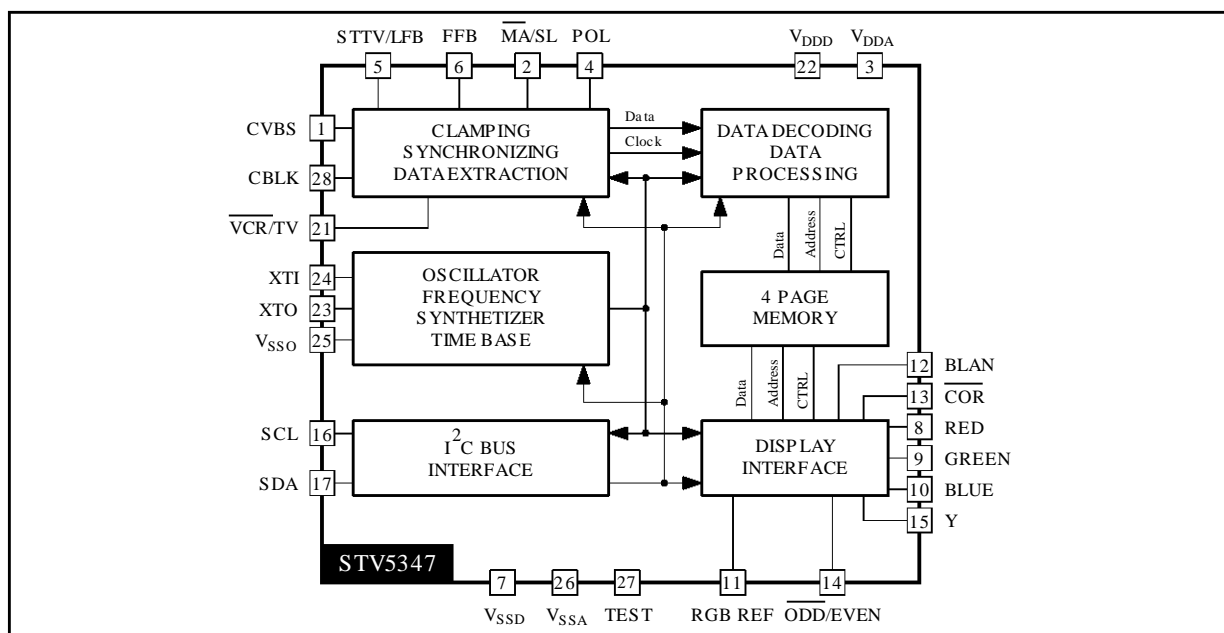 STTV/LFB FFB MA/SL POL VDDD VDDA
5 6 2 4 22 3
CVBS 1
CLAMPING
SYNCHRONIZING
DATA EXTRACTION
Data
Clock
DATA DECODING
DATA
PROCESSING
CBLK 28
VCR/TV 21
Data Address CTRL
XTI 24
XTO 23
VSSO 25
OSCILLATOR
FREQUENCY
SYNTHETIZER
TIME BASE
4 PAGE
MEMORY
Data Address CTRL
12 BLAN
13 COR
8 RED
9 GREEN
10 BLUE
15 Y
SCL 16
SDA 17
I2C BUS
INTERFACE
DISPLAY
INTERFACE
STV5347
7 26 27 11 14
VSSD VSSA TEST RGB REF ODD/EVEN